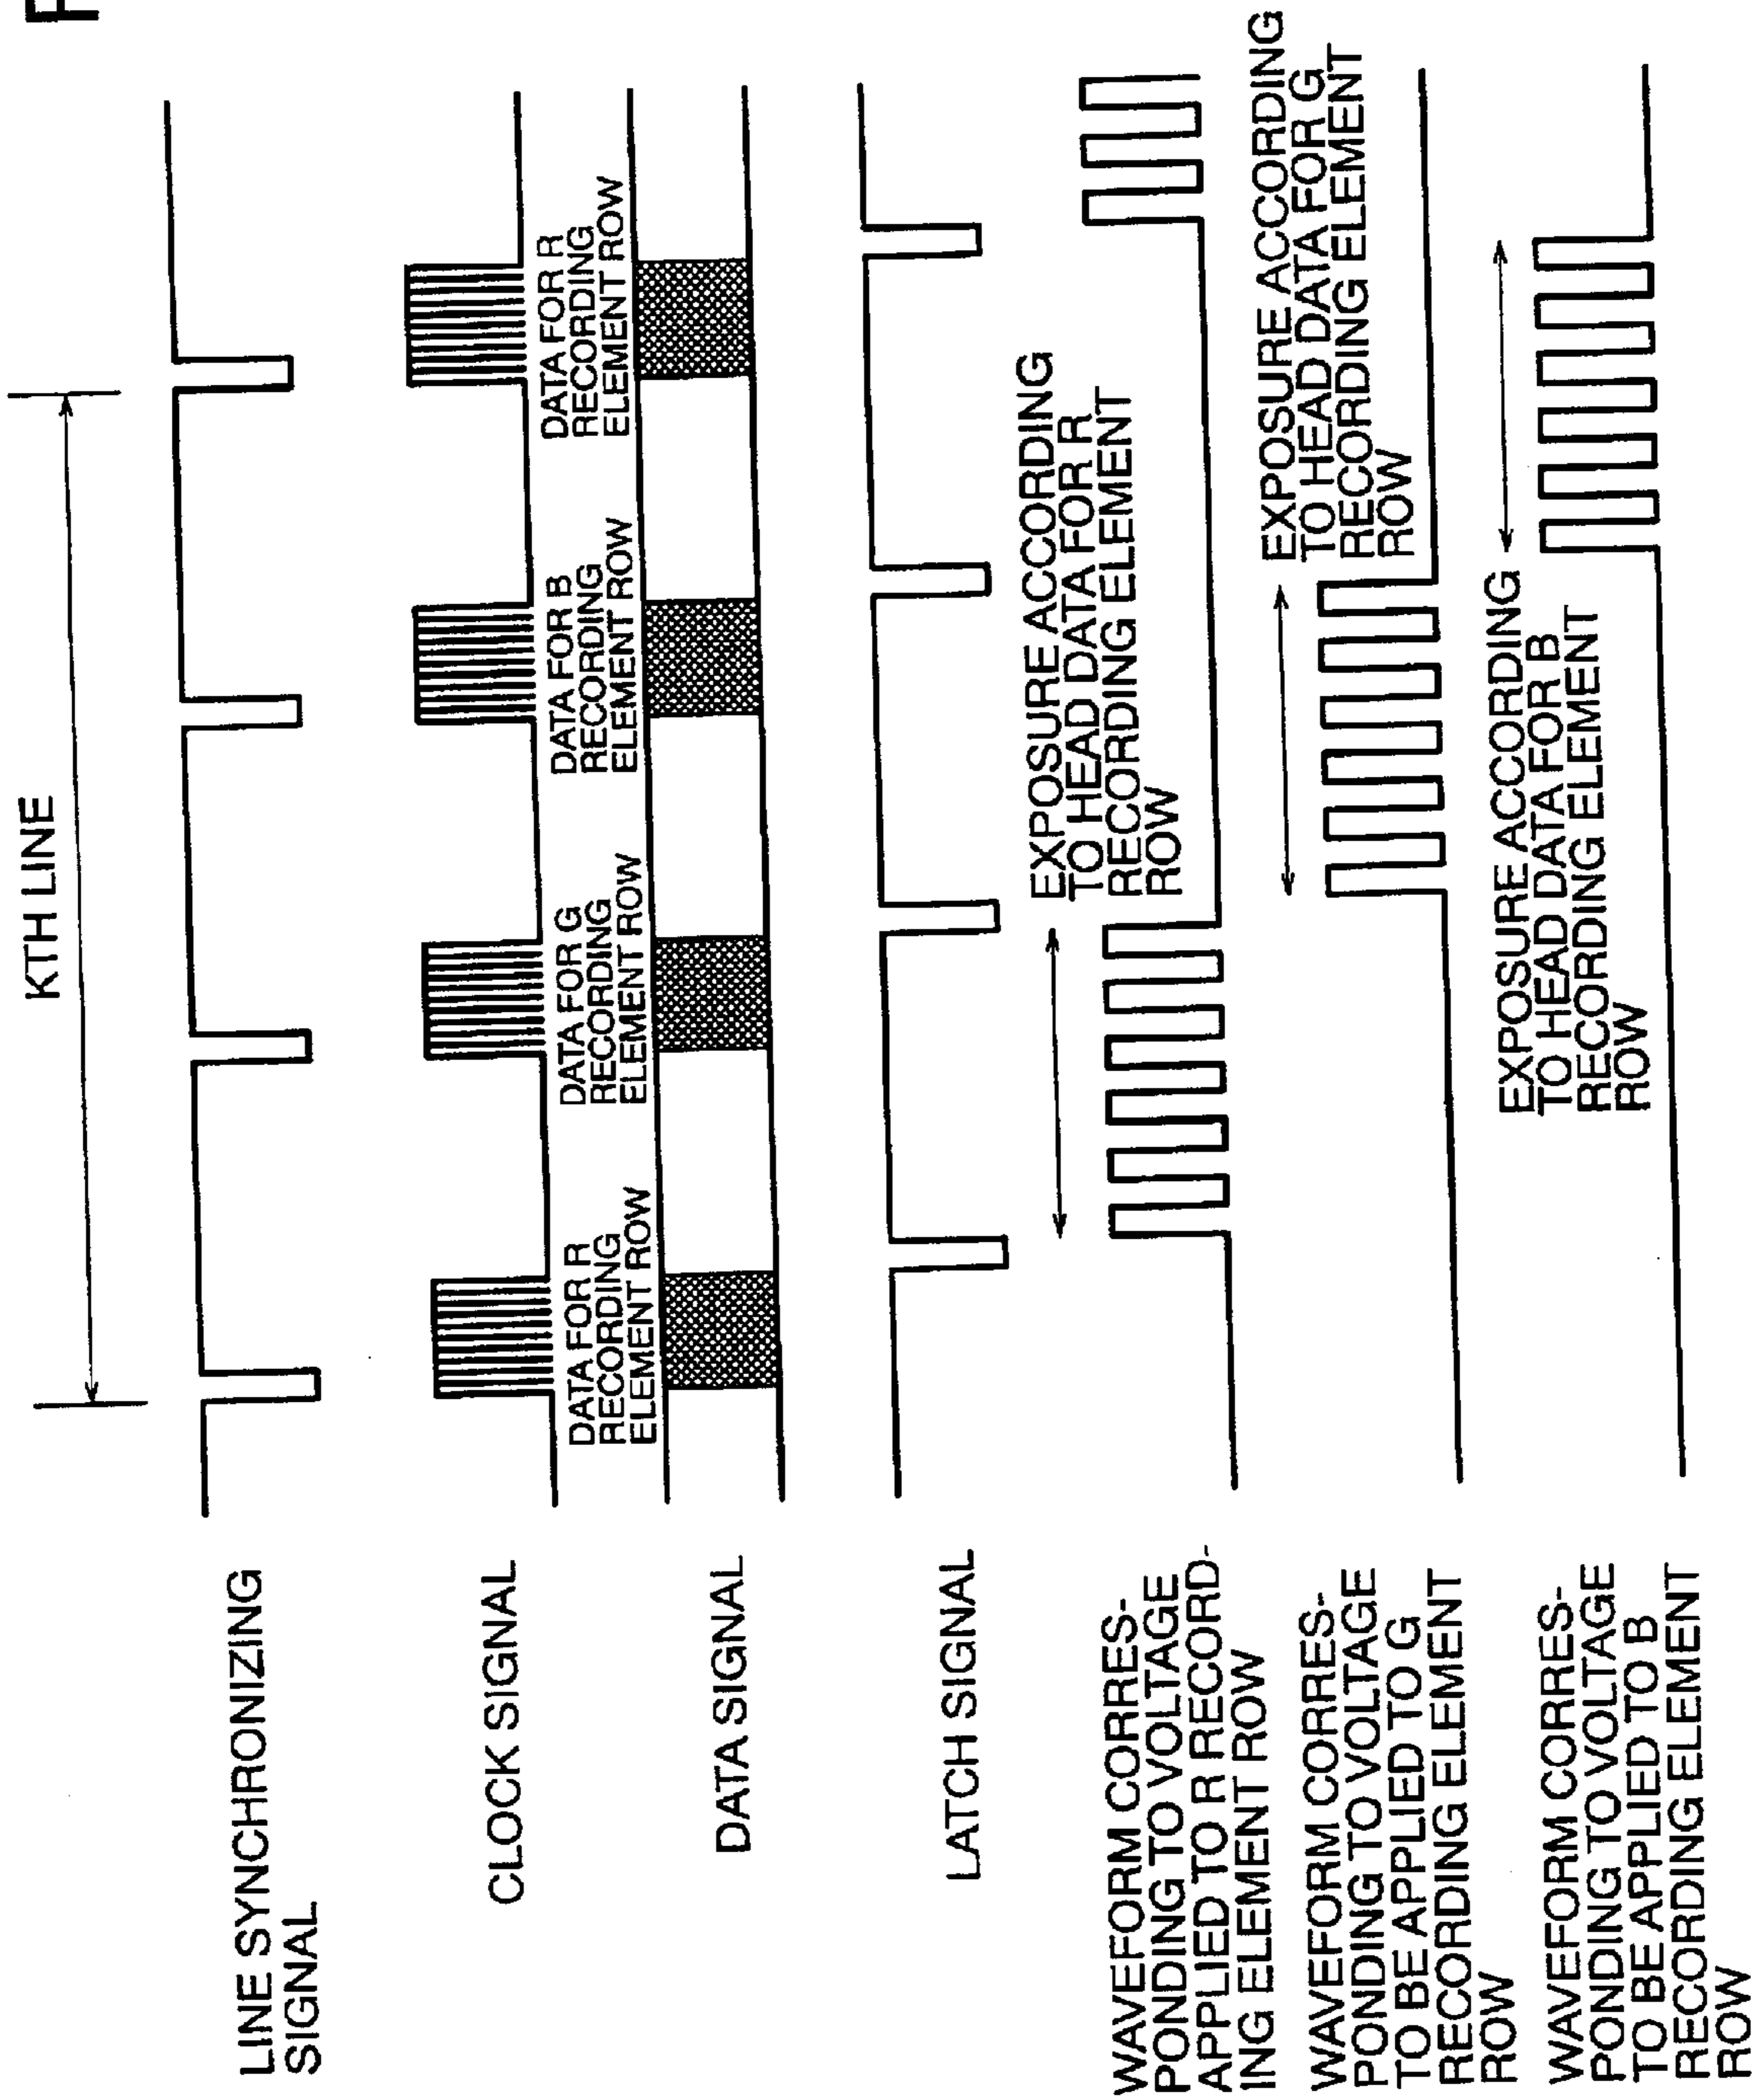 F
KTH LINE
LINE SYNCHRONIZING
SIGNAL
CLOCK SIGNAL
DATA FOR R
RECORDING
ELEMENT ROW
DATA FOR G
RECORDING
ELEMENT ROW
DATA FOR B
RECORDING
ELEMENT ROW
DATA FOR R
RECORDING
ELEMENT ROW
DATA SIGNAL
LATCH SIGNAL
EXPOSURE ACCORDING
TO HEAD DATA FOR R
RECORDING ELEMENT
ROW
WAVEFORM CORRES-
PONDING TO VOLTAGE
APPLIED TO R RECORD-
ING ELEMENT ROW
EXPOSURE ACCORDING
TO HEAD DATA FOR G
RECORDING ELEMENT
ROW
WAVEFORM CORRES-
PONDING TO VOLTAGE
TO BE APPLIED TO G
RECORDING ELEMENT
ROW
EXPOSURE ACCORDING
TO HEAD DATA FOR B
RECORDING ELEMENT
ROW
WAVEFORM CORRES-
PONDING TO VOLTAGE
TO BE APPLIED TO B
RECORDING ELEMENT
ROW